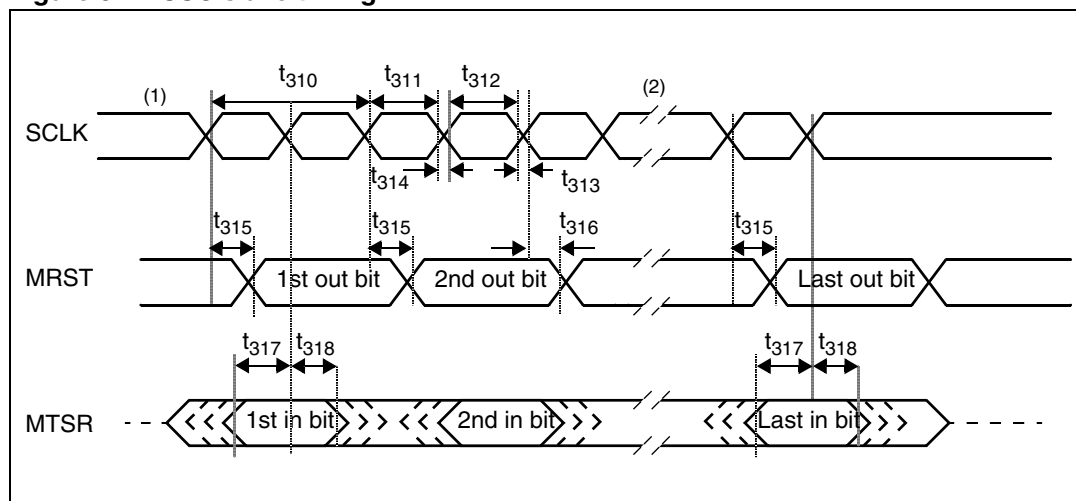 t310 t311 t312
(1) (2)
SCLK
t314 t313
t315 t315 t316 t315
MRST 1st out bit 2nd out bit Last out bit
t317 t318 t317 t318
MTSR 1st in bit 2nd in bit Last in bit